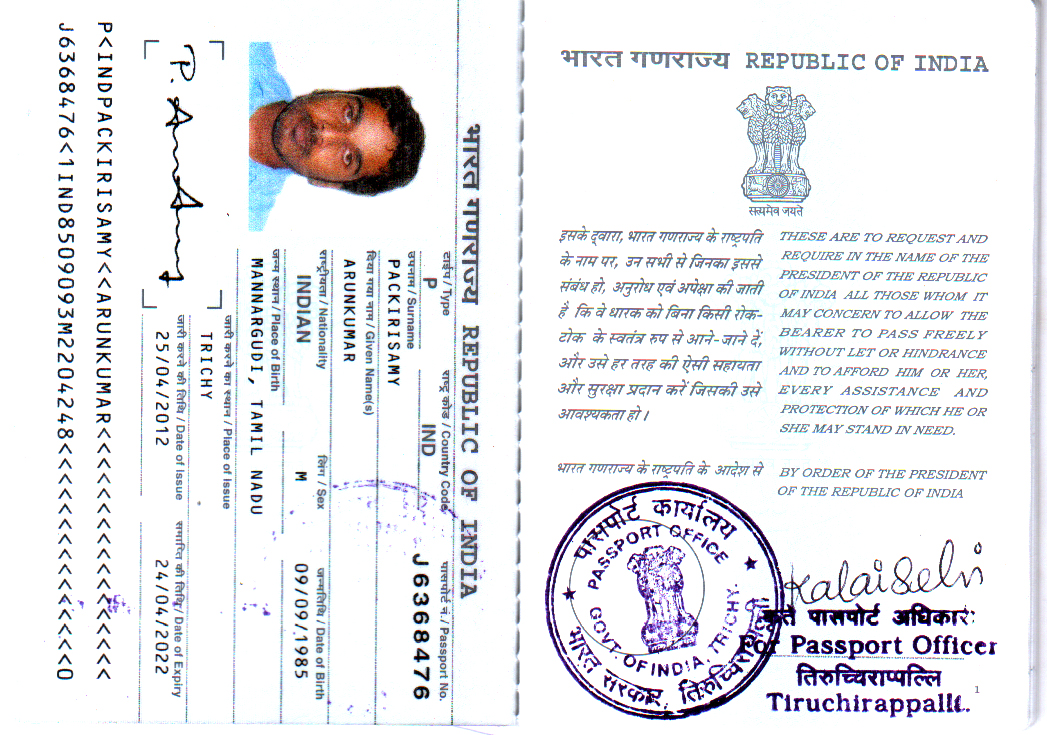 भारत गणराज्य REPUBLIC OF INDIA
टाईप / Type
राष्ट्र कोड / Country Code
पासपोर्ट नं. / Passport No.
P
IND
J6368476
उपनाम / Surname
PACKIRISAMY
दिया गया नाम / Given Name(s)
ARUNKUMAR
राष्ट्रीयता / Nationality
लिंग / Sex
जन्मतिथि / Date of Birth
INDIAN
M
09/09/1985
जन्म स्थान / Place of Birth
MANNARGUDI, TAMIL NADU
जारी करने का स्थान / Place of Issue
TRICHY
जारी करने की तिथि / Date of Issue
समाप्ति की तिथि / Date of Expiry
25/04/2012
24/04/2022
P<INDPACKIRISAMY<<ARUNKUMAR<<<<<<<<<<<<<<<<<
J6368476<1IND8509093M2204248<<<<<<<<<<<<<<<0
भारत गणराज्य REPUBLIC OF INDIA
सत्यमेव जयते
इसके द्वारा, भारत गणराज्य के राष्ट्रपति
के नाम पर, उन सभी से जिनका इससे
संबंध हो, अनुरोध एवं अपेक्षा की जाती
है कि वे धारक को बिना किसी रोक-
टोक के स्वतंत्र रुप से आने-जाने दें,
और उसे हर तरह की ऐसी सहायता
और सुरक्षा प्रदान करें जिसकी उसे
आवश्यकता हो।
THESE ARE TO REQUEST AND
REQUIRE IN THE NAME OF THE
PRESIDENT OF THE REPUBLIC
OF INDIA ALL THOSE WHOM IT
MAY CONCERN TO ALLOW THE
BEARER TO PASS FREELY
WITHOUT LET OR HINDRANCE
AND TO AFFORD HIM OR HER,
EVERY ASSISTANCE AND
PROTECTION OF WHICH HE OR
SHE MAY STAND IN NEED.
भारत गणराज्य के राष्ट्रपति के आदेश से
BY ORDER OF THE PRESIDENT
OF THE REPUBLIC OF INDIA
पासपोर्ट कार्यालय
PASSPORT OFFICE
GOVT. OF INDIA, TRICHY.
भारत सरकार, तिरुच्चिरापल्लि
Kalaiselvi
कृते पासपोर्ट अधिकारी
For Passport Officer
तिरुच्चिराप्पल्लि
Tiruchirappalli.
1